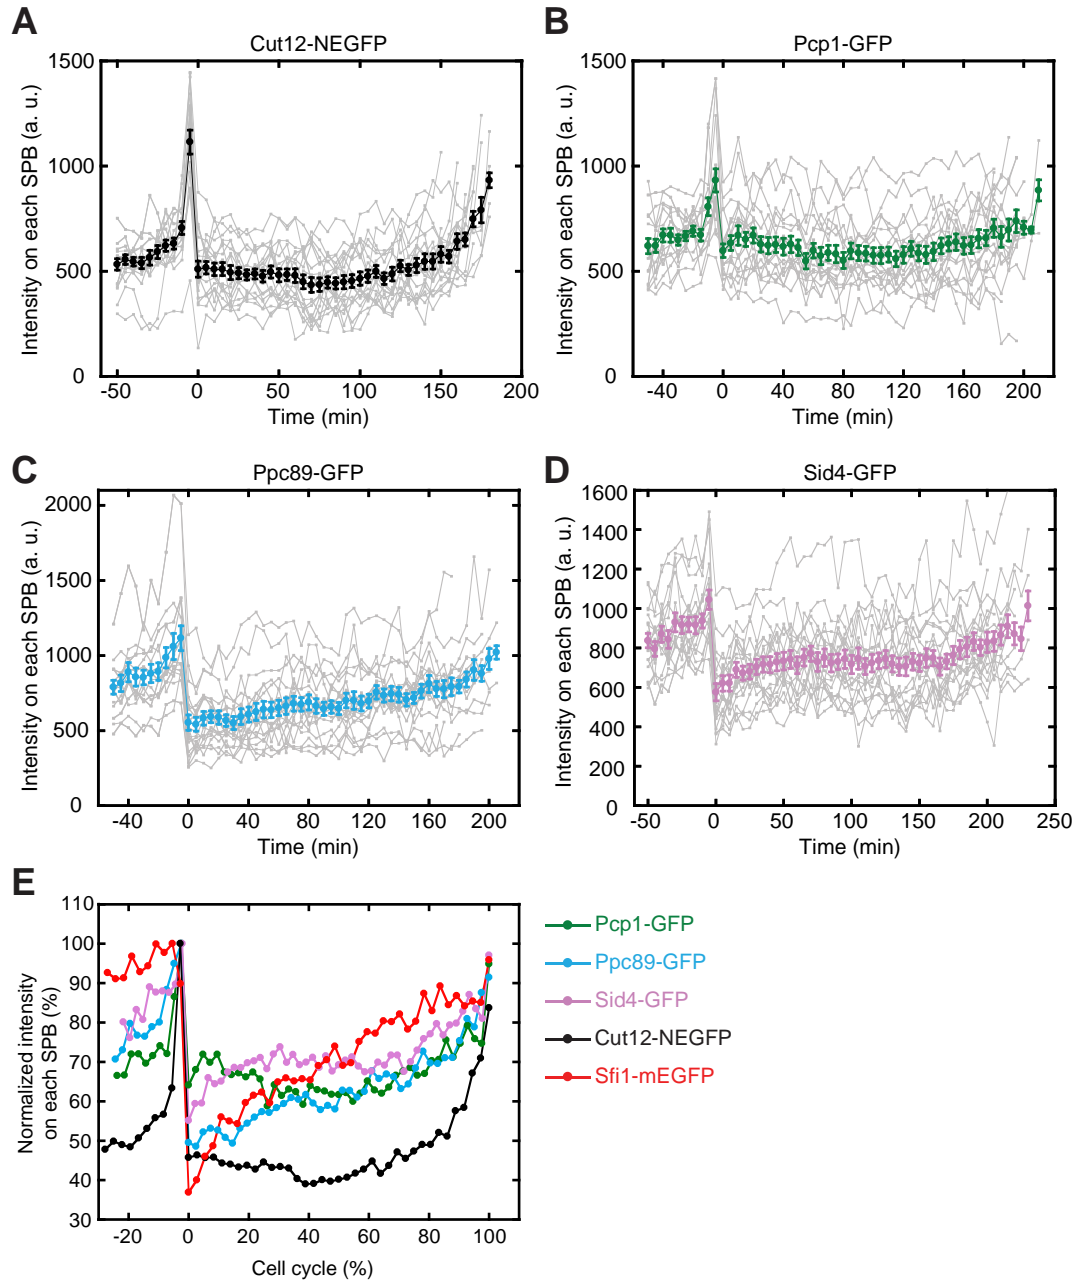 A
Cut12-NEGFP
1500
1000
500
0
Intensity on each SPB (a. u.)
-50 0 50 100 150 200
Time (min)
B
Pcp1-GFP
1500
1000
500
0
Intensity on each SPB (a. u.)
-40 0 40 80 120 160 200
Time (min)
C
Ppc89-GFP
2000
1500
1000
500
0
Intensity on each SPB (a. u.)
-40 0 40 80 120 160 200
Time (min)
D
Sid4-GFP
1600
1400
1200
1000
800
600
400
200
0
Intensity on each SPB (a. u.)
-50 0 50 100 150 200 250
Time (min)
E
110
100
90
80
70
60
50
40
30
Normalized intensity
on each SPB (%)
-20 0 20 40 60 80 100
Cell cycle (%)
Pcp1-GFP
Ppc89-GFP
Sid4-GFP
Cut12-NEGFP
Sfi1-mEGFP